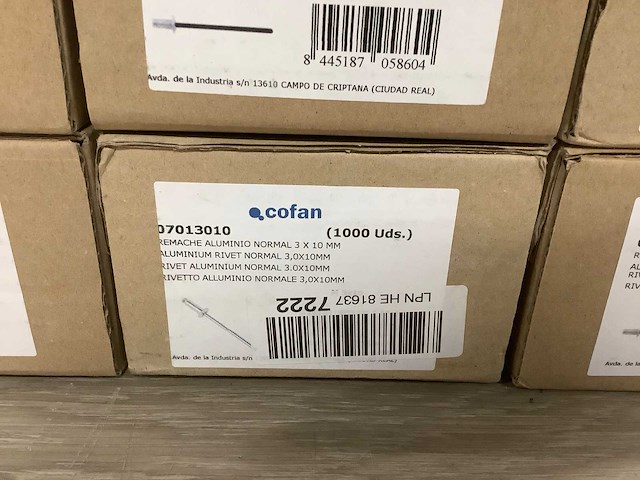 8 445187 058604
Avda. de la Industria s/n 13610 CAMPO DE CRIPTANA (CIUDAD REAL)
cofan
07013010 (1000 Uds.)
REMACHE ALUMINIO NORMAL 3 X 10 MM
ALUMINIUM RIVET NORMAL 3,0X10MM
RIVET ALUMINIUM NORMAL 3.0X10MM
RIVETTO ALLUMINIO NORMALE 3,0X10MM
LPN HE 81637 7222
Avda. de la Industria s/n